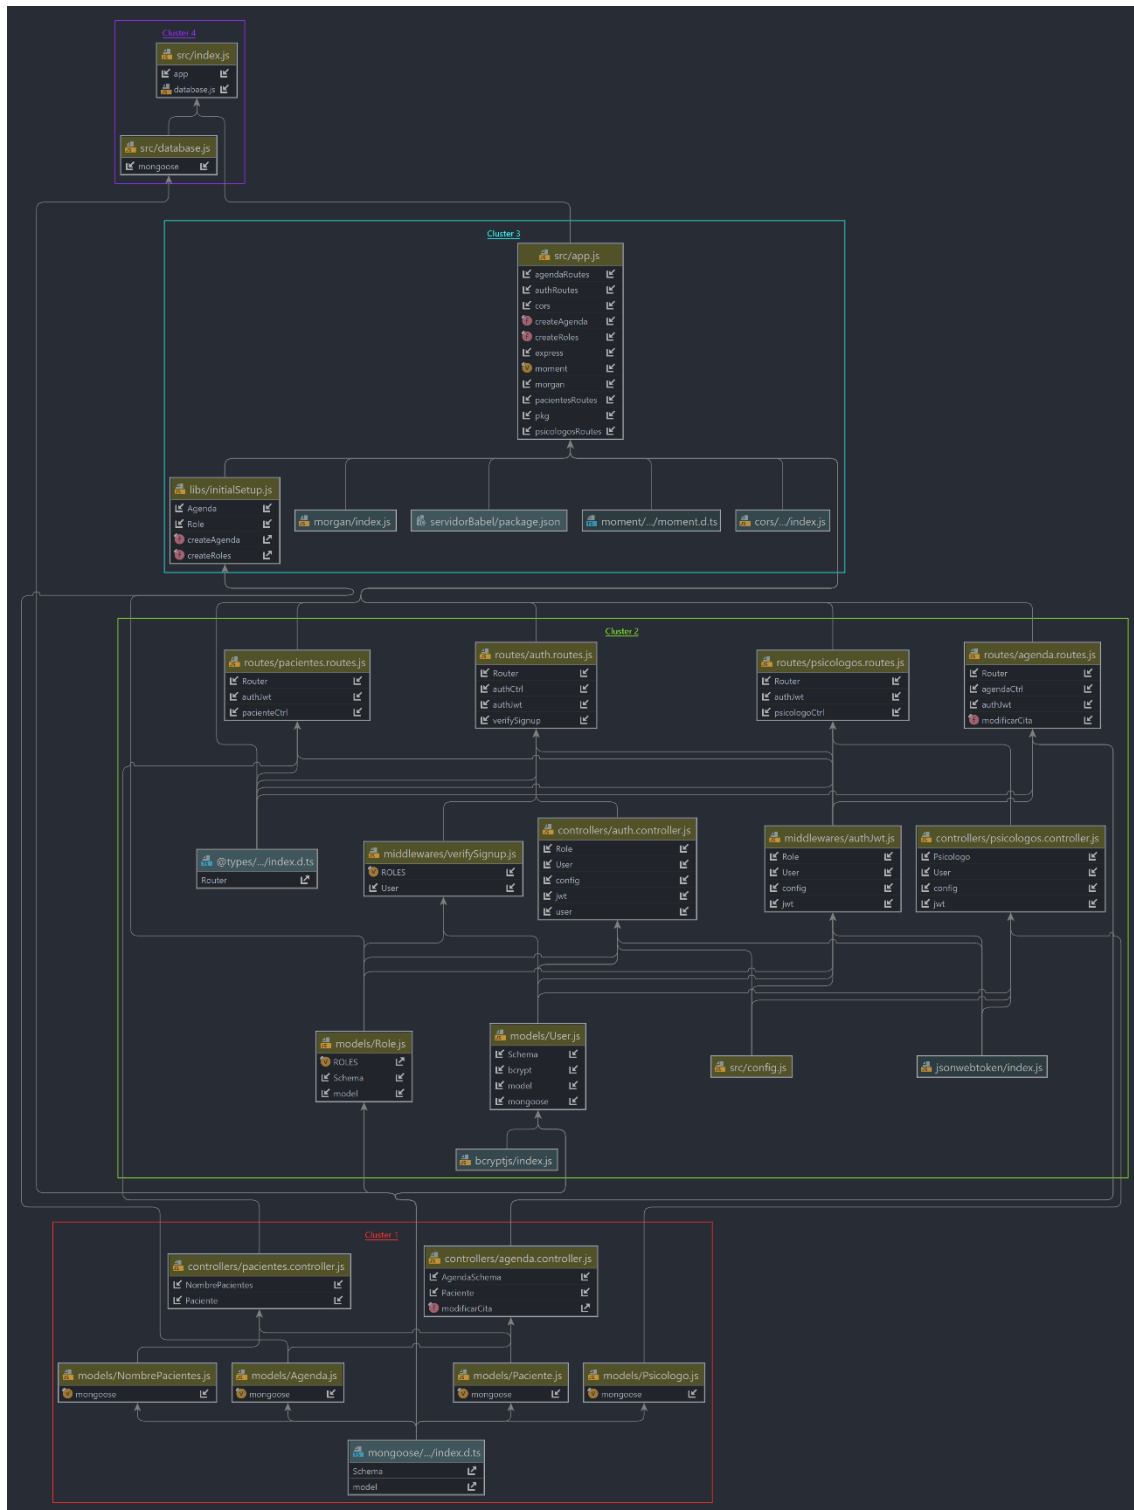 Cluster 4
src/index.js
app
database.js
src/database.js
mongoose
Cluster 3
src/app.js
agendaRoutes
authRoutes
cors
createAgenda
createRoles
express
moment
morgan
pacientesRoutes
pkg
psicologosRoutes
libs/initialSetup.js
Agenda
Role
createAgenda
createRoles
morgan/index.js
servidorBabel/package.json
moment/.../moment.d.ts
cors/.../index.js
Cluster 2
routes/pacientes.routes.js
Router
authJwt
pacienteCtrl
routes/auth.routes.js
Router
authCtrl
authJwt
verifySignup
routes/psicologos.routes.js
Router
authJwt
psicologoCtrl
routes/agenda.routes.js
Router
agendaCtrl
authJwt
modificarCita
@types/.../index.d.ts
Router
middlewares/verifySignup.js
ROLES
User
controllers/auth.controller.js
Role
User
config
jwt
user
middlewares/authJwt.js
Role
User
config
jwt
controllers/psicologos.controller.js
Psicologo
User
config
jwt
models/Role.js
ROLES
Schema
model
models/User.js
Schema
bcrypt
model
mongoose
src/config.js
jsonwebtoken/index.js
bcryptjs/index.js
Cluster 1
controllers/pacientes.controller.js
NombrePacientes
Paciente
controllers/agenda.controller.js
AgendaSchema
Paciente
modificarCita
models/NombrePacientes.js
mongoose
models/Agenda.js
mongoose
models/Paciente.js
mongoose
models/Psicologo.js
mongoose
mongoose/.../index.d.ts
Schema
model